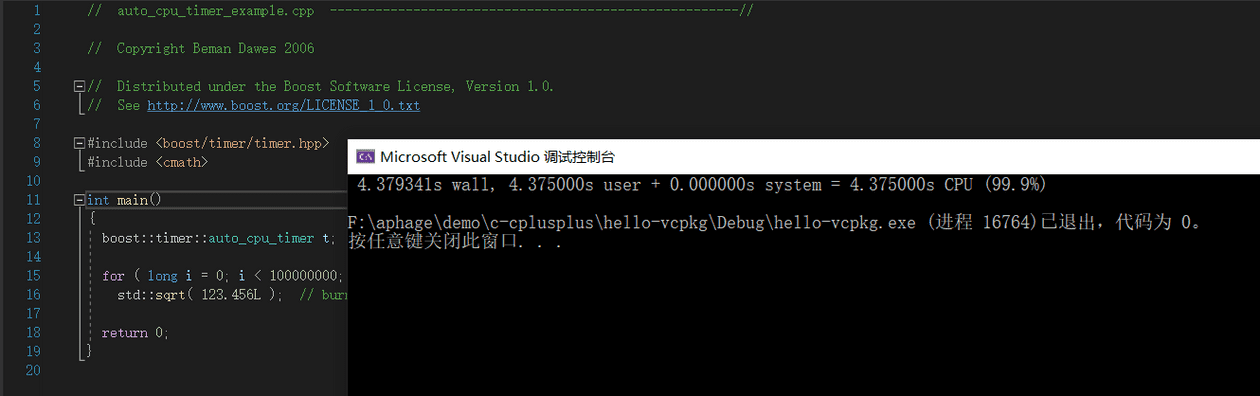 1 // auto_cpu_timer_example.cpp ------------------------------------------------------//
2
3 // Copyright Beman Dawes 2006
4
5 // Distributed under the Boost Software License, Version 1.0.
6 // See http://www.boost.org/LICENSE_1_0.txt
7
8 #include <boost/timer/timer.hpp>
9 #include <cmath>
10
11 int main()
12 {
13 boost::timer::auto_cpu_timer t;
14
15 for ( long i = 0; i < 100000000;
16 std::sqrt( 123.456L ); // burn
17
18 return 0;
19 }
20
Microsoft Visual Studio 调试控制台
4.379341s wall, 4.375000s user + 0.000000s system = 4.375000s CPU (99.9%)
F:\aphage\demo\c-cplusplus\hello-vcpkg\Debug\hello-vcpkg.exe (进程 16764)已退出，代码为 0。
按任意键关闭此窗口. . .